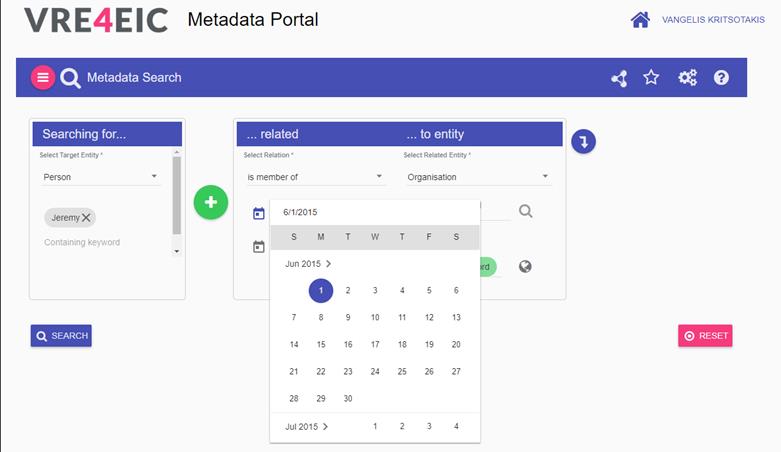 VRE4EIC Metadata Portal VANGELIS KRITSOTAKIS
Metadata Search
Searching for... ... related ... to entity
Select Target Entity * Select Relation * Select Related Entity *
Person is member of Organisation
Jeremy
Containing keyword
6/1/2015
S M T W T F S
Jun 2015
1 2 3 4 5 6
7 8 9 10 11 12 13
14 15 16 17 18 19 20
21 22 23 24 25 26 27
28 29 30
Jul 2015 1 2 3 4
SEARCH RESET